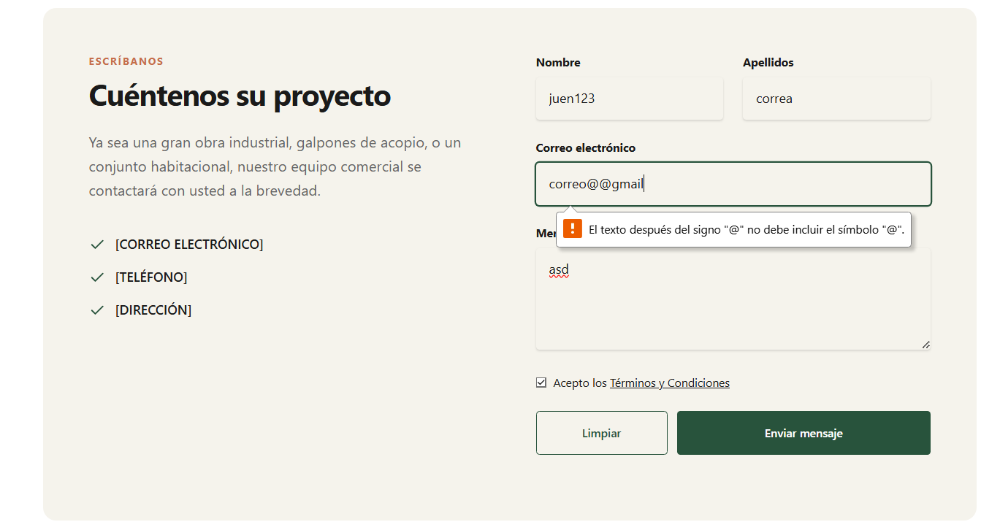 ESCRÍBANOS
Cuéntenos su proyecto
Ya sea una gran obra industrial, galpones de acopio, o un
conjunto habitacional, nuestro equipo comercial se
contactará con usted a la brevedad.
[CORREO ELECTRÓNICO]
[TELÉFONO]
[DIRECCIÓN]
Nombre
Apellidos
juen123
correa
Correo electrónico
correo@@gmail
El texto después del signo "@" no debe incluir el símbolo "@".
asd
Acepto los Términos y Condiciones
Limpiar
Enviar mensaje